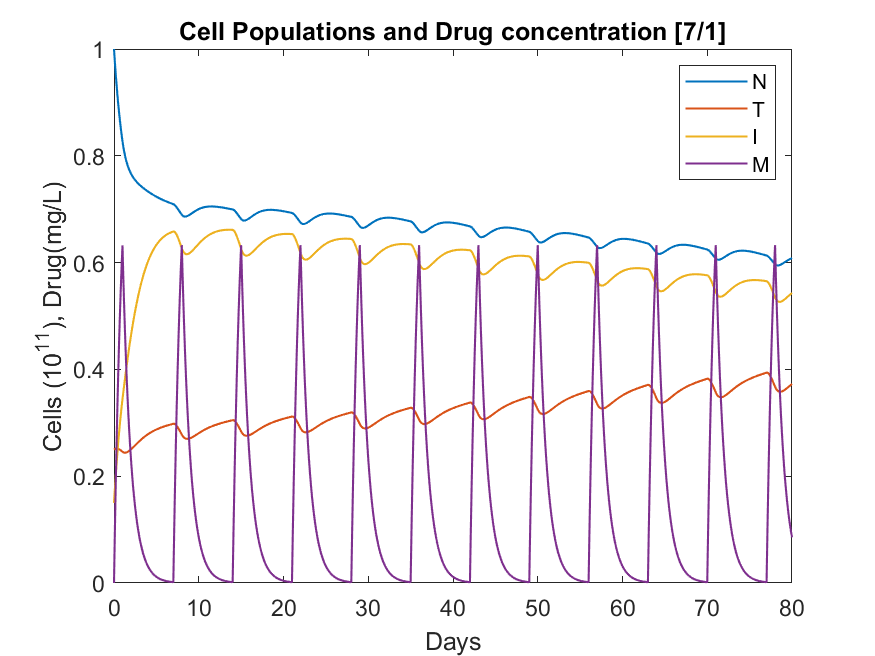 Cell Populations and Drug concentration [7/1]
1
0.8
0.6
0.4
0.2
0
Cells (10^11), Drug(mg/L)
N
T
I
M
0 10 20 30 40 50 60 70 80
Days